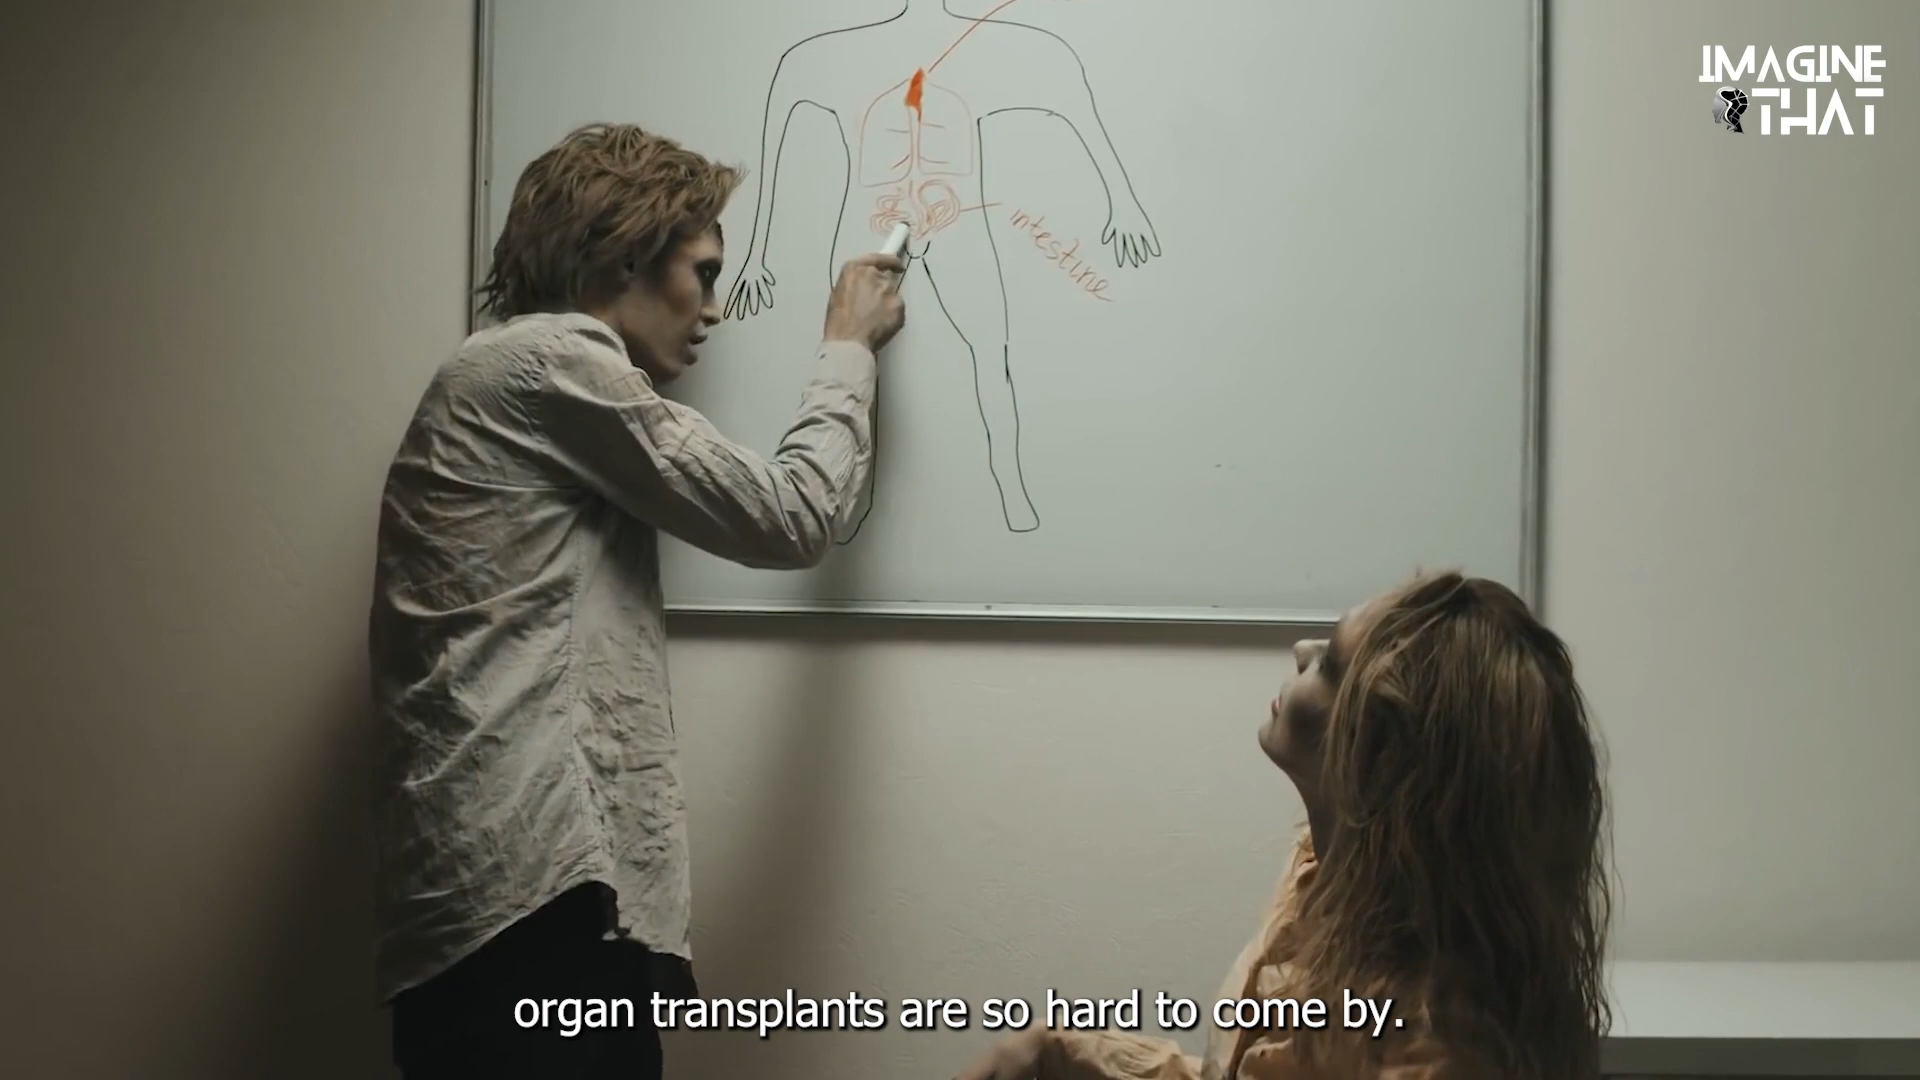 IMAGINE
THAT
intestine
organ transplants are so hard to come by.